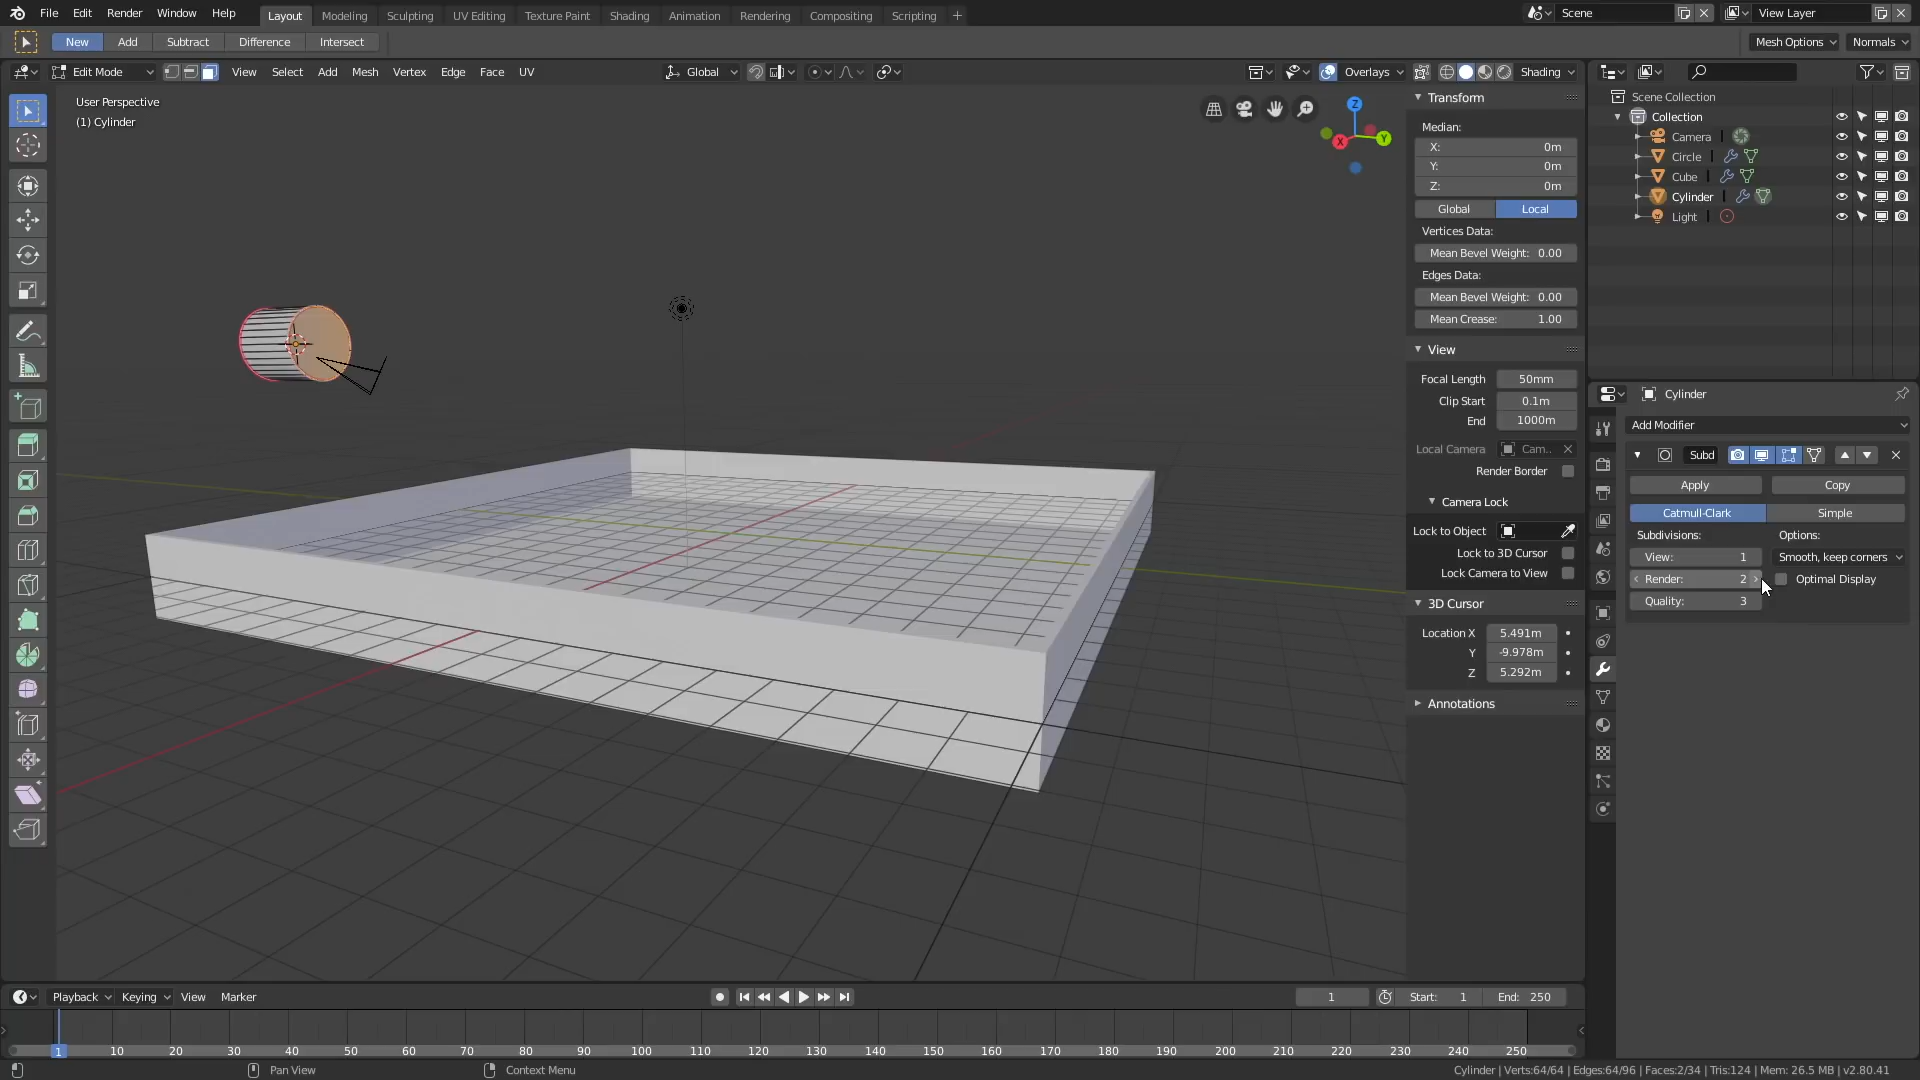 File Edit Render Window Help Layout Modeling Sculpting UV Editing Texture Paint Shading Animation Rendering Compositing Scripting + Scene View Layer
New Add Subtract Difference Intersect Mesh Options Normals
Edit Mode View Select Add Mesh Vertex Edge Face UV Global Overlays Shading
User Perspective
(1) Cylinder
Z
X
Y
Transform
Median:
X: 0m
Y: 0m
Z: 0m
Global Local
Vertices Data:
Mean Bevel Weight: 0.00
Edges Data:
Mean Bevel Weight: 0.00
Mean Crease: 1.00
View
Focal Length 50mm
Clip Start 0.1m
End 1000m
Local Camera Cam..
Render Border
Camera Lock
Lock to Object
Lock to 3D Cursor
Lock Camera to View
3D Cursor
Location X 5.491m
Y -9.978m
Z 5.292m
Annotations
Scene Collection
Collection
Camera
Circle
Cube
Cylinder
Light
Cylinder
Add Modifier
Subd
Apply Copy
Catmull-Clark Simple
Subdivisions: Options:
View: 1 Smooth, keep corners
Render: 2 Optimal Display
Quality: 3
Playback Keying View Marker 1 Start: 1 End: 250
1 10 20 30 40 50 60 70 80 90 100 110 120 130 140 150 160 170 180 190 200 210 220 230 240 250
Pan View Context Menu Cylinder | Verts:64/64 | Edges:64/96 | Faces:2/34 | Tris:124 | Mem: 26.5 MB | v2.80.41